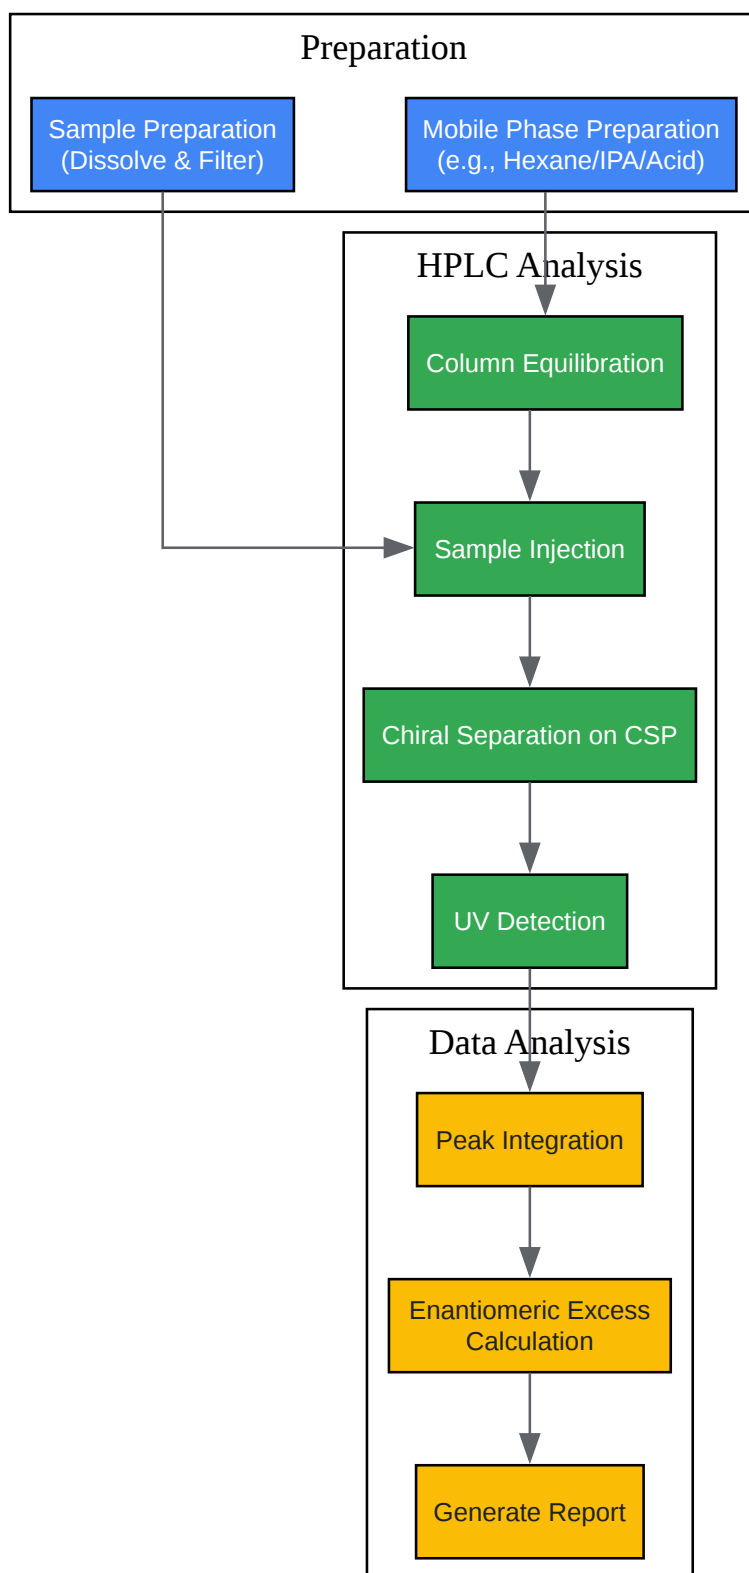 Preparation
Sample Preparation
(Dissolve & Filter)
Mobile Phase Preparation
(e.g., Hexane/IPA/Acid)
HPLC Analysis
Column Equilibration
Sample Injection
Chiral Separation on CSP
UV Detection
Data Analysis
Peak Integration
Enantiomeric Excess
Calculation
Generate Report